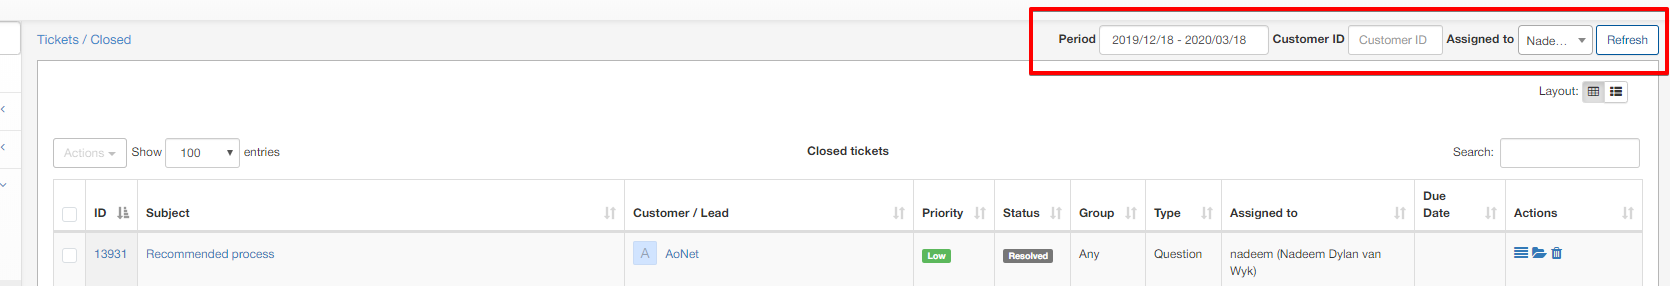 Tickets / Closed
Period 2019/12/18 - 2020/03/18 Customer ID Customer ID Assigned to Nade... Refresh
Layout:
Actions Show 100 entries Closed tickets Search:
ID Subject Customer / Lead Priority Status Group Type Assigned to Due Date Actions
13931 Recommended process A AoNet Low Resolved Any Question nadeem (Nadeem Dylan van
Wyk)